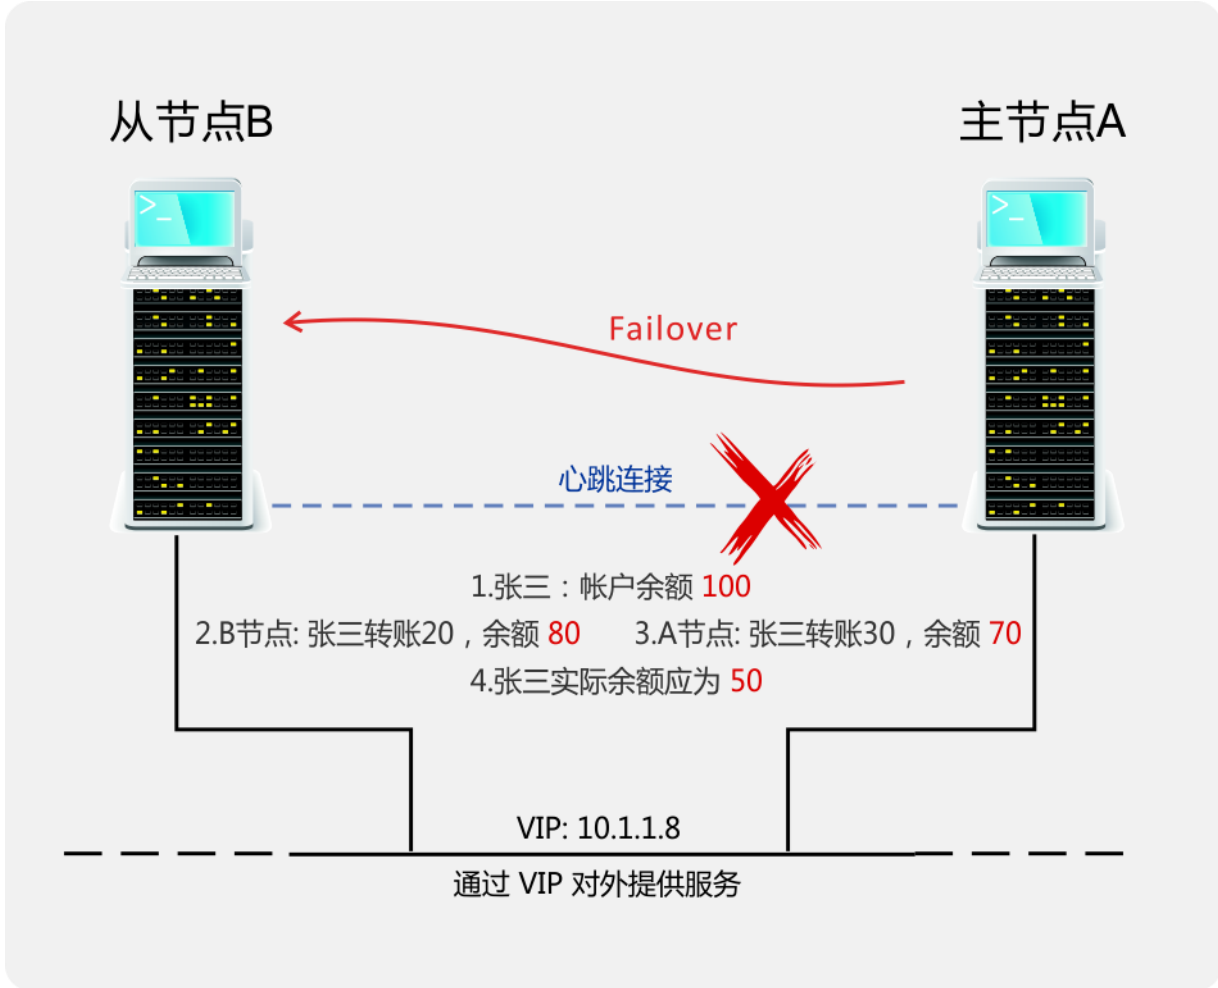 从节点B
主节点A
>_
>_
Failover
心跳连接
1.张三：帐户余额 100
2.B节点: 张三转账20，余额 80
3.A节点: 张三转账30，余额 70
4.张三实际余额应为 50
VIP: 10.1.1.8
通过 VIP 对外提供服务